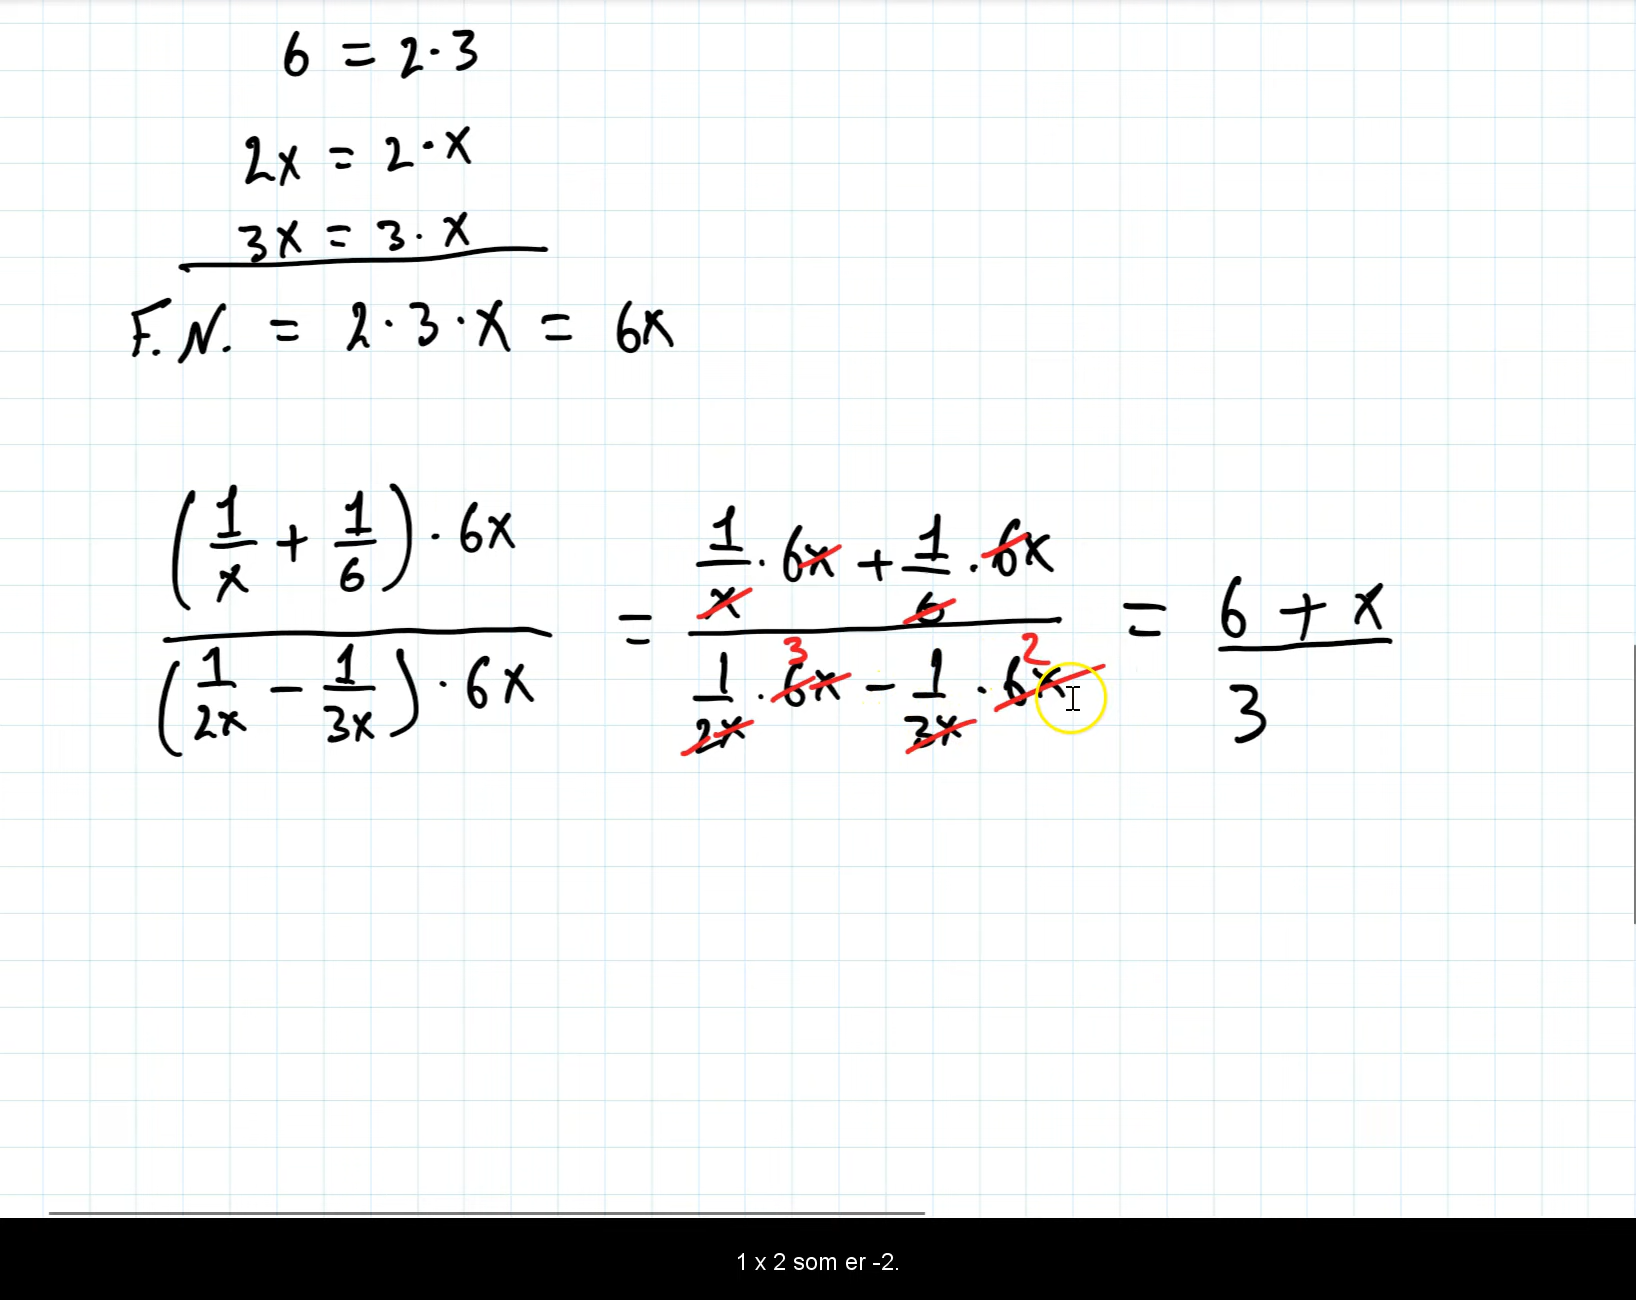 6 = 2·3
2x = 2·x
3x = 3·x
F.N. = 2·3·x = 6x
(1/x + 1/6)·6x / (1/2x - 1/3x)·6x = 1/x·6x + 1/6·6x / 1/2x·6x - 1/3x·6x = 6 + x / 3
3 2
1 x 2 som er -2.